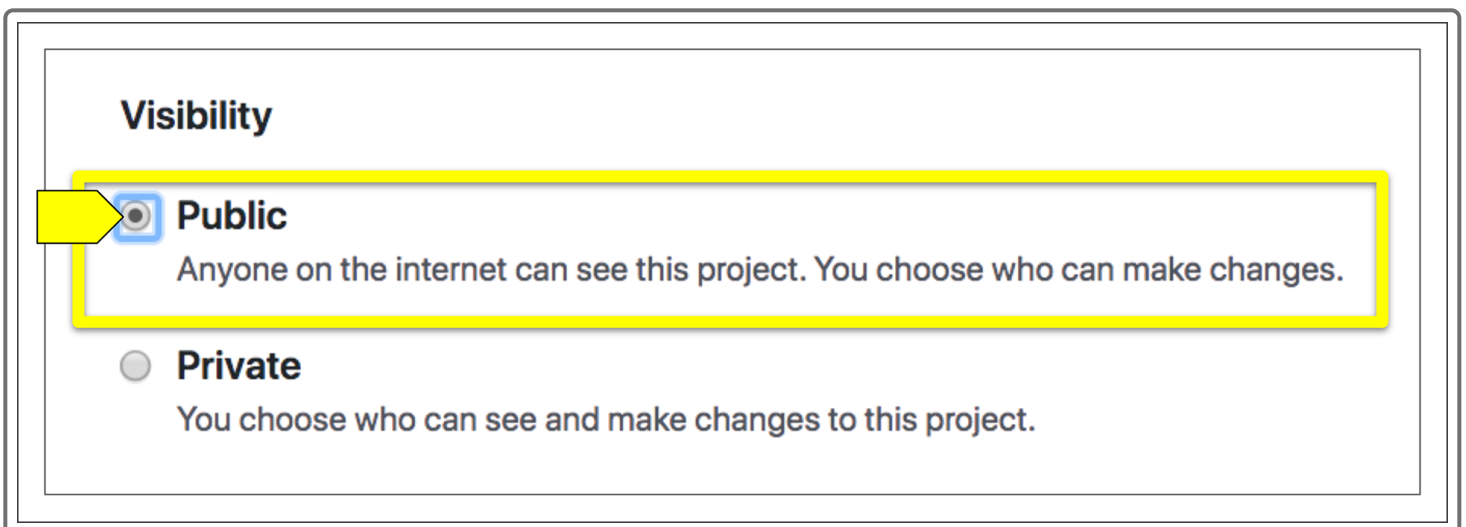 Visibility
Public
Anyone on the internet can see this project. You choose who can make changes.
Private
You choose who can see and make changes to this project.